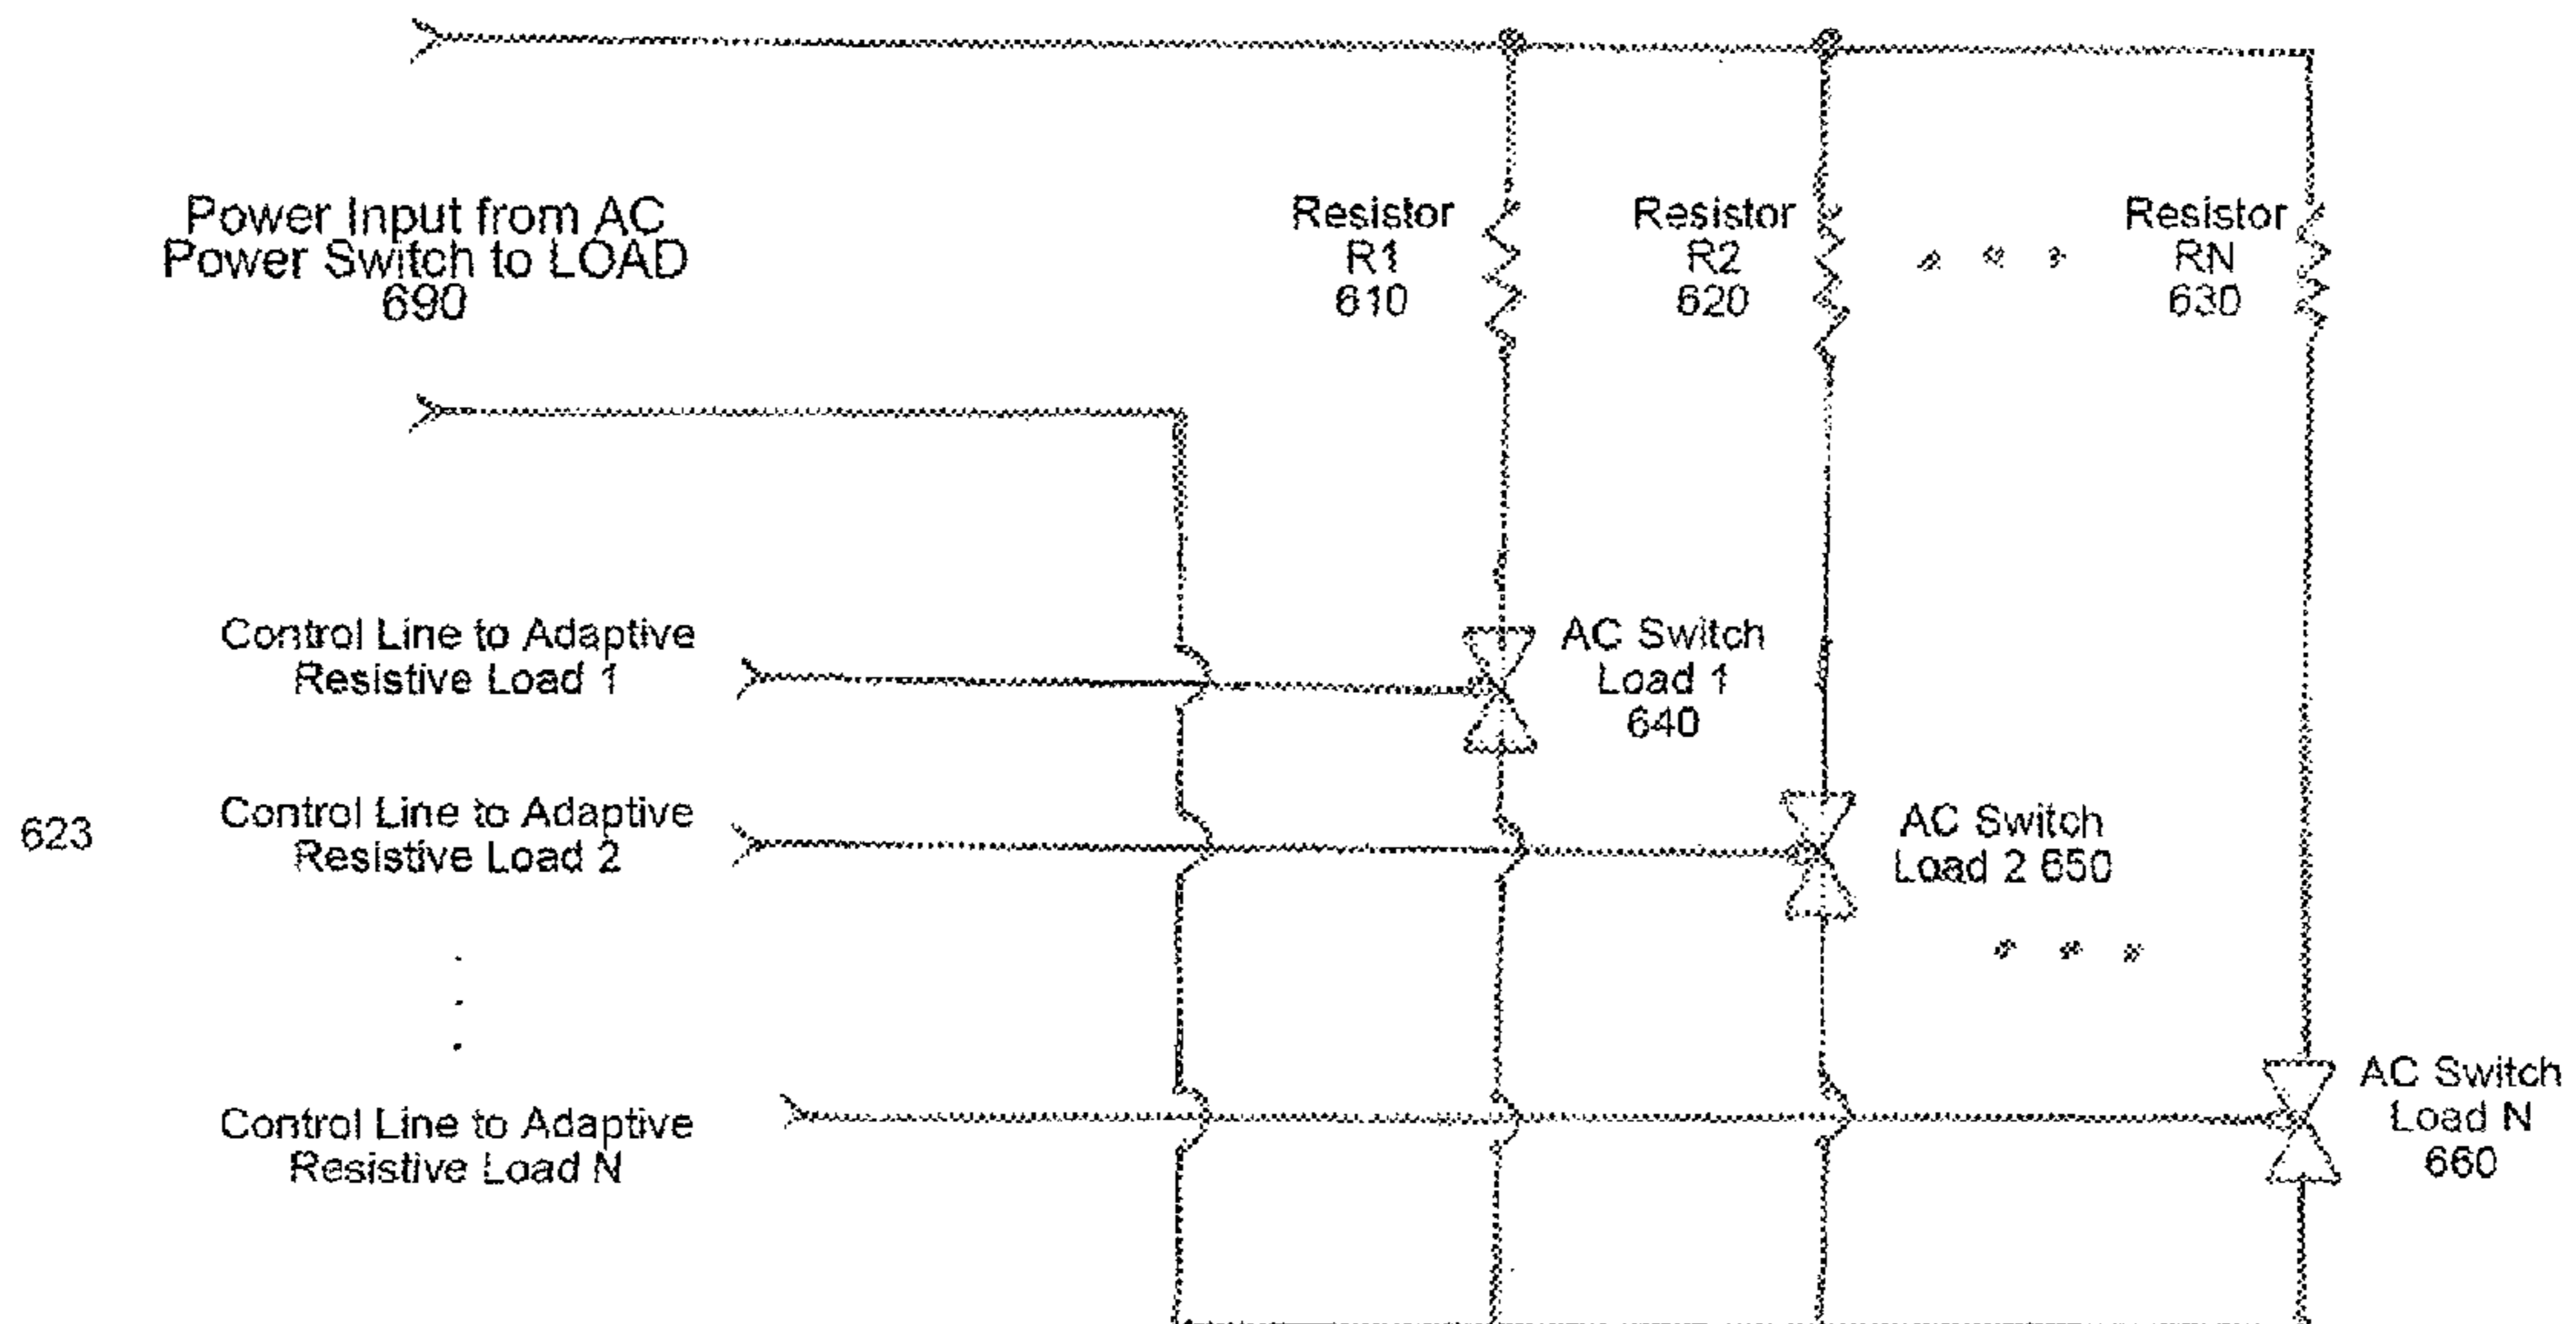 Power Input from AC
Power Switch to LOAD
690
Resistor
R1
610
Resistor
R2
620
Resistor
RN
630
Control Line to Adaptive
Resistive Load 1
AC Switch
Load 1
640
623
Control Line to Adaptive
Resistive Load 2
AC Switch
Load 2 650
Control Line to Adaptive
Resistive Load N
AC Switch
Load N
660